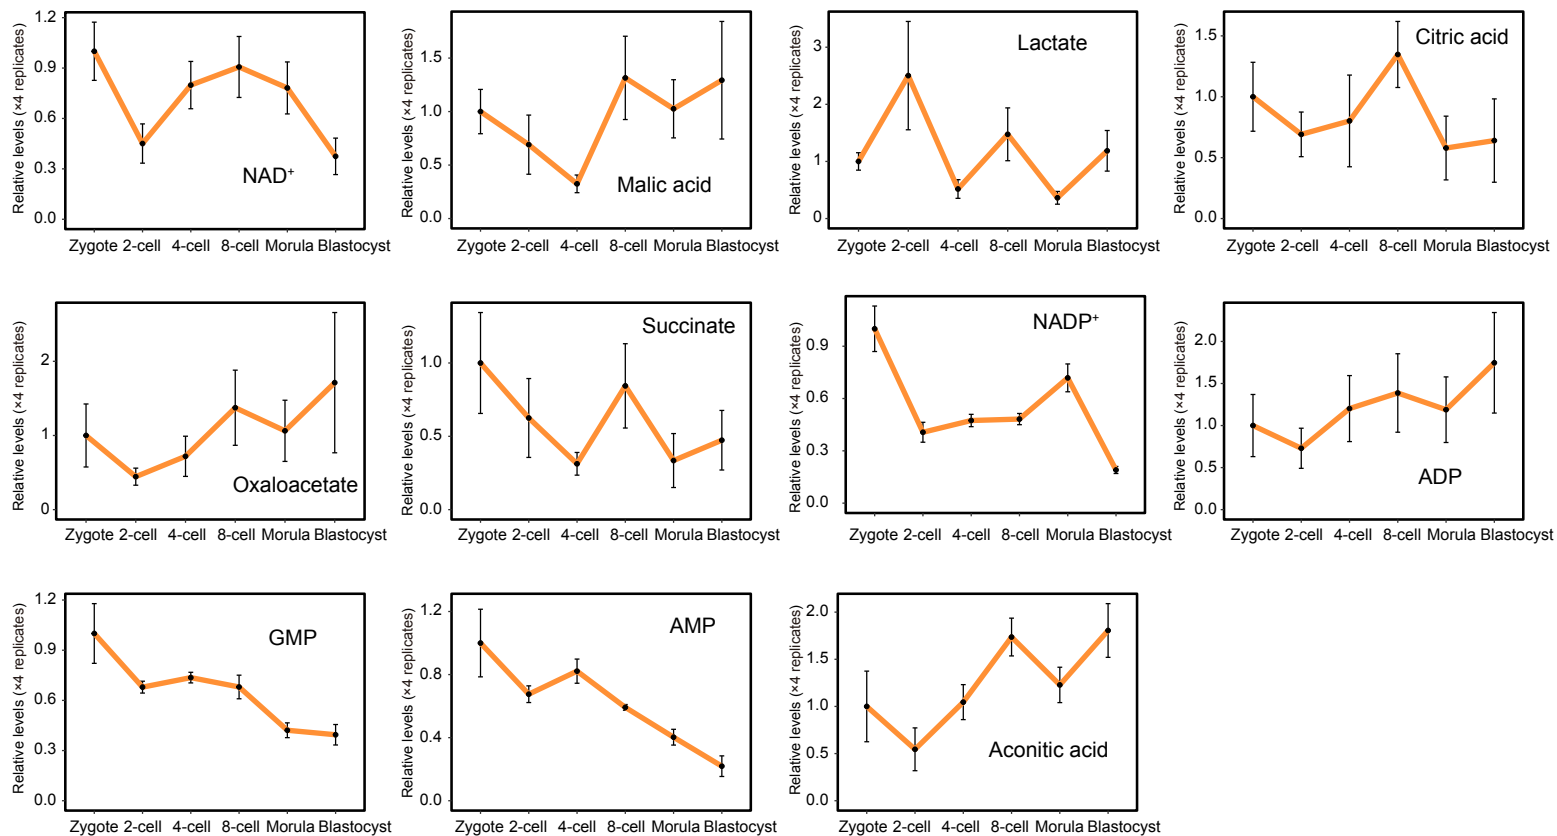 Relative levels (×4 replicates)
1.2
0.9
0.6
0.3
0.0
NAD⁺
Zygote 2-cell 4-cell 8-cell Morula Blastocyst
Relative levels (×4 replicates)
1.5
1.0
0.5
0.0
Malic acid
Zygote 2-cell 4-cell 8-cell Morula Blastocyst
Relative levels (×4 replicates)
3
2
1
0
Lactate
Zygote 2-cell 4-cell 8-cell Morula Blastocyst
Relative levels (×4 replicates)
1.5
1.0
0.5
0.0
Citric acid
Zygote 2-cell 4-cell 8-cell Morula Blastocyst
Relative levels (×4 replicates)
2
1
0
Oxaloacetate
Zygote 2-cell 4-cell 8-cell Morula Blastocyst
Relative levels (×4 replicates)
1.0
0.5
0.0
Succinate
Zygote 2-cell 4-cell 8-cell Morula Blastocyst
Relative levels (×4 replicates)
0.9
0.6
0.3
0.0
NADP⁺
Zygote 2-cell 4-cell 8-cell Morula Blastocyst
Relative levels (×4 replicates)
2.0
1.5
1.0
0.5
0.0
ADP
Zygote 2-cell 4-cell 8-cell Morula Blastocyst
Relative levels (×4 replicates)
1.2
0.9
0.6
0.3
0.0
GMP
Zygote 2-cell 4-cell 8-cell Morula Blastocyst
Relative levels (×4 replicates)
1.2
0.8
0.4
0.0
AMP
Zygote 2-cell 4-cell 8-cell Morula Blastocyst
Relative levels (×4 replicates)
2.0
1.5
1.0
0.5
0.0
Aconitic acid
Zygote 2-cell 4-cell 8-cell Morula Blastocyst